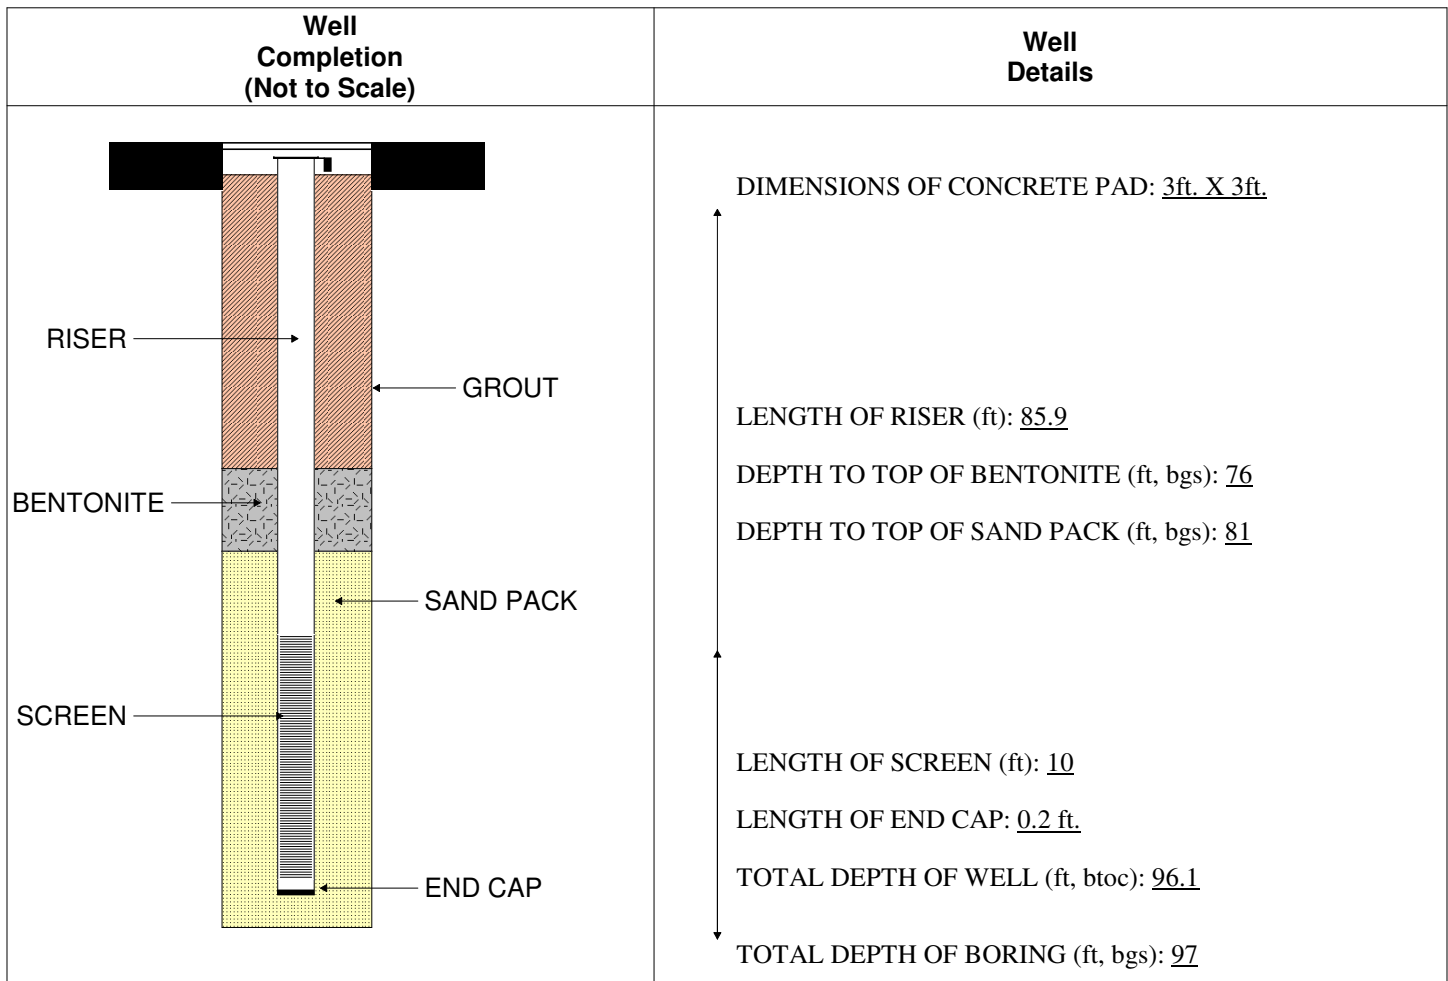 Well
Completion
(Not to Scale)
Well
Details
RISER
GROUT
BENTONITE
SAND PACK
SCREEN
END CAP
DIMENSIONS OF CONCRETE PAD: 3ft. X 3ft.
LENGTH OF RISER (ft): 85.9
DEPTH TO TOP OF BENTONITE (ft, bgs): 76
DEPTH TO TOP OF SAND PACK (ft, bgs): 81
LENGTH OF SCREEN (ft): 10
LENGTH OF END CAP: 0.2 ft.
TOTAL DEPTH OF WELL (ft, btoc): 96.1
TOTAL DEPTH OF BORING (ft, bgs): 97